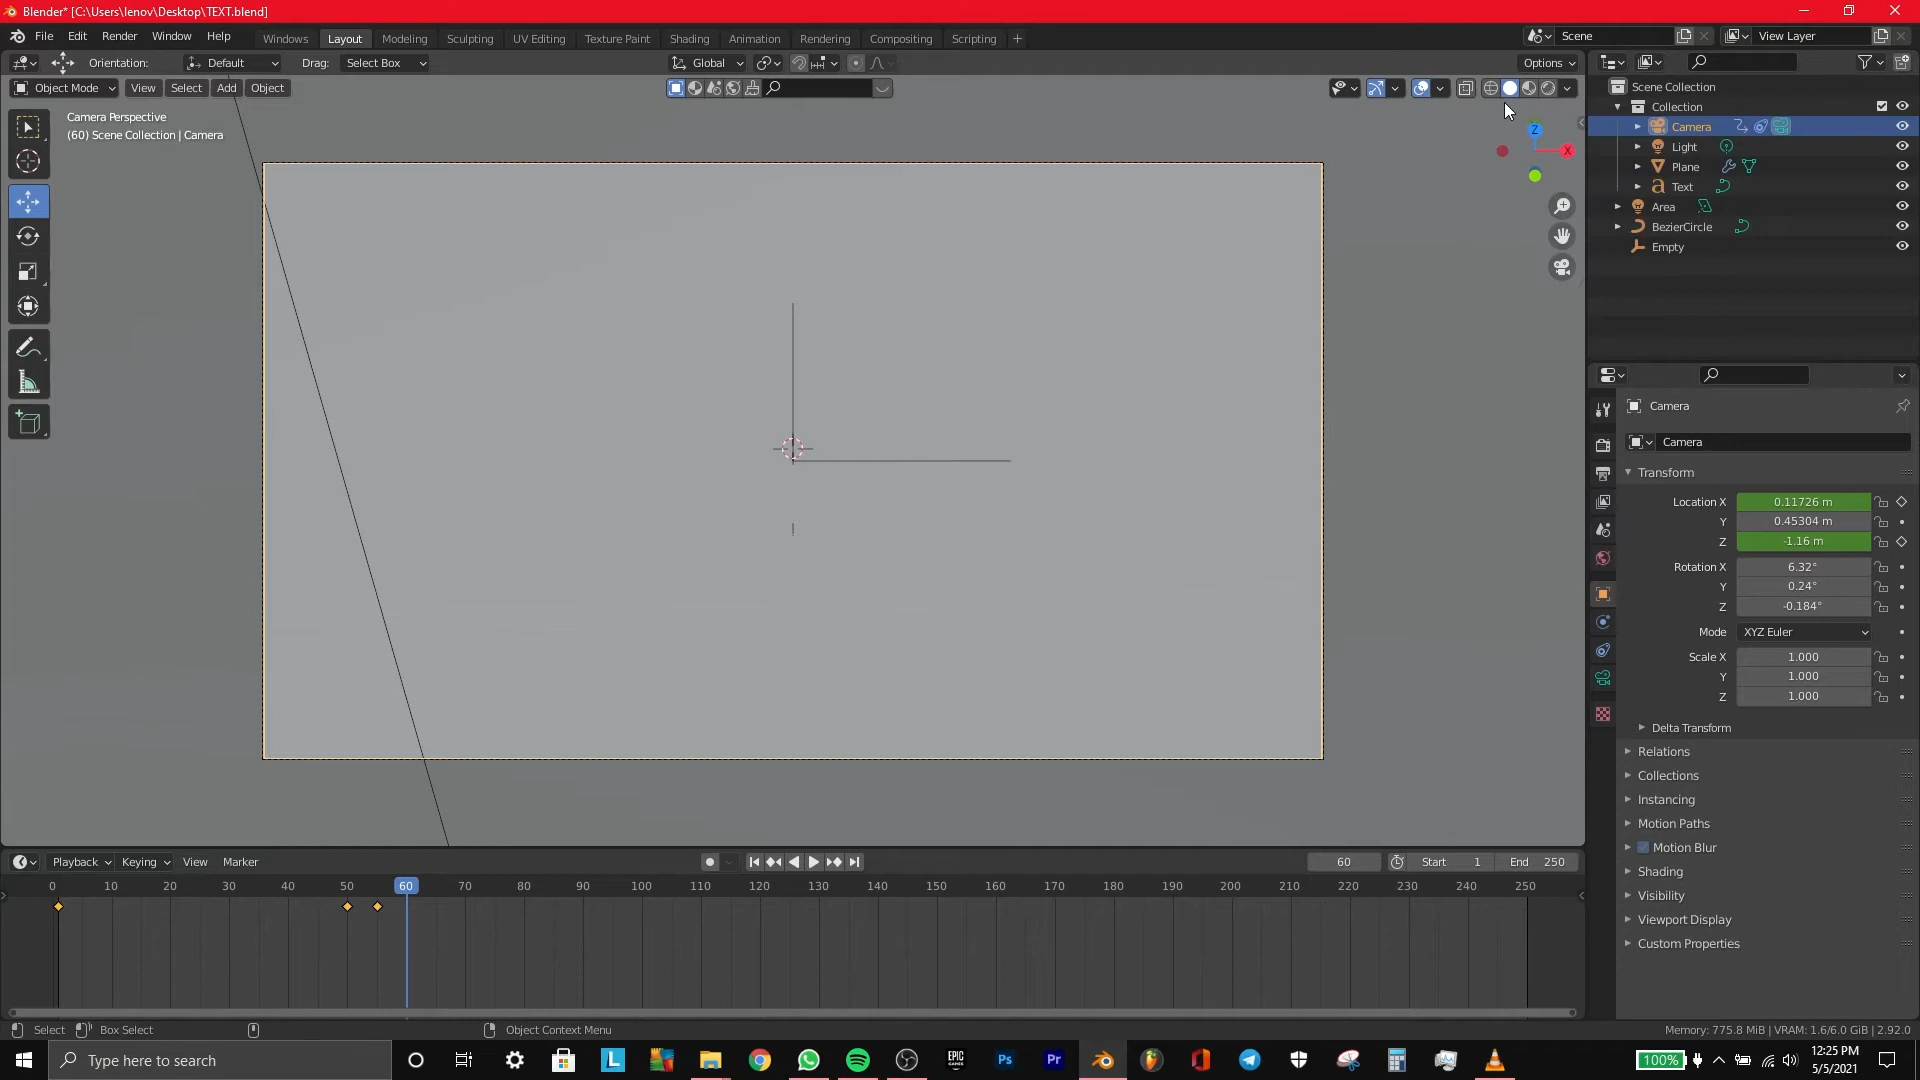 Blender* [C:\Users\lenov\Desktop\TEXT.blend]
File Edit Render Window Help
Windows Layout Modeling Sculpting UV Editing Texture Paint Shading Animation Rendering Compositing Scripting +
Scene
View Layer
Orientation: Default Drag: Select Box
Global
Options
Object Mode View Select Add Object
Camera Perspective
(60) Scene Collection | Camera
Z
X
Scene Collection
Collection
Camera
Light
Plane
Text
Area
BezierCircle
Empty
Camera
Camera
Transform
Location X 0.11726 m
Y 0.45304 m
Z -1.16 m
Rotation X 6.32°
Y 0.24°
Z -0.184°
Mode XYZ Euler
Scale X 1.000
Y 1.000
Z 1.000
Delta Transform
Relations
Collections
Instancing
Motion Paths
Motion Blur
Shading
Visibility
Viewport Display
Custom Properties
Playback Keying View Marker
60 Start 1 End 250
0 10 20 30 40 50 60 70 80 90 100 110 120 130 140 150 160 170 180 190 200 210 220 230 240 250
Select Box Select Object Context Menu
Memory: 775.8 MiB | VRAM: 1.6/6.0 GiB | 2.92.0
Type here to search
L
EPIC GAMES
Ps
Pr
100%
12:25 PM
5/5/2021